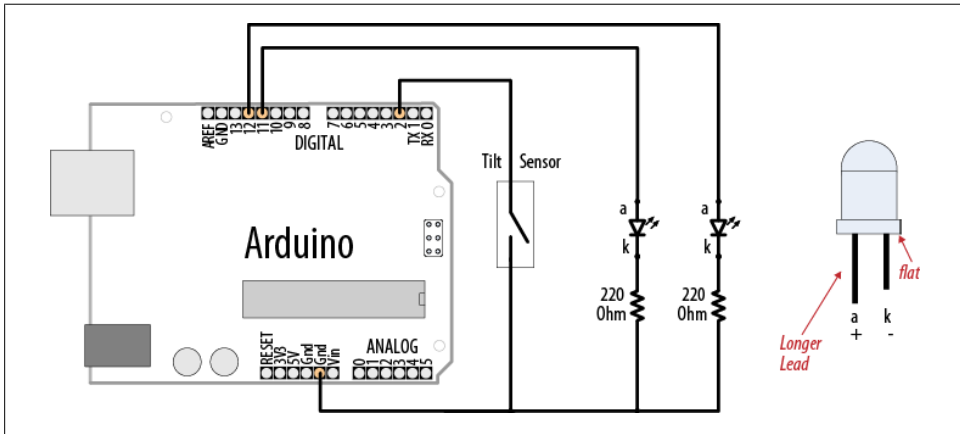 AREF
GND
13
12
11
10
9
8
7
6
5
4
3
2
TX 1
RX 0
DIGITAL
Tilt Sensor
Arduino
a
k
220
Ohm
a
k
220
Ohm
flat
a
+
k
-
Longer
Lead
RESET
3V3
5V
Gnd
Gnd
Vin
ANALOG
0
1
2
3
4
5